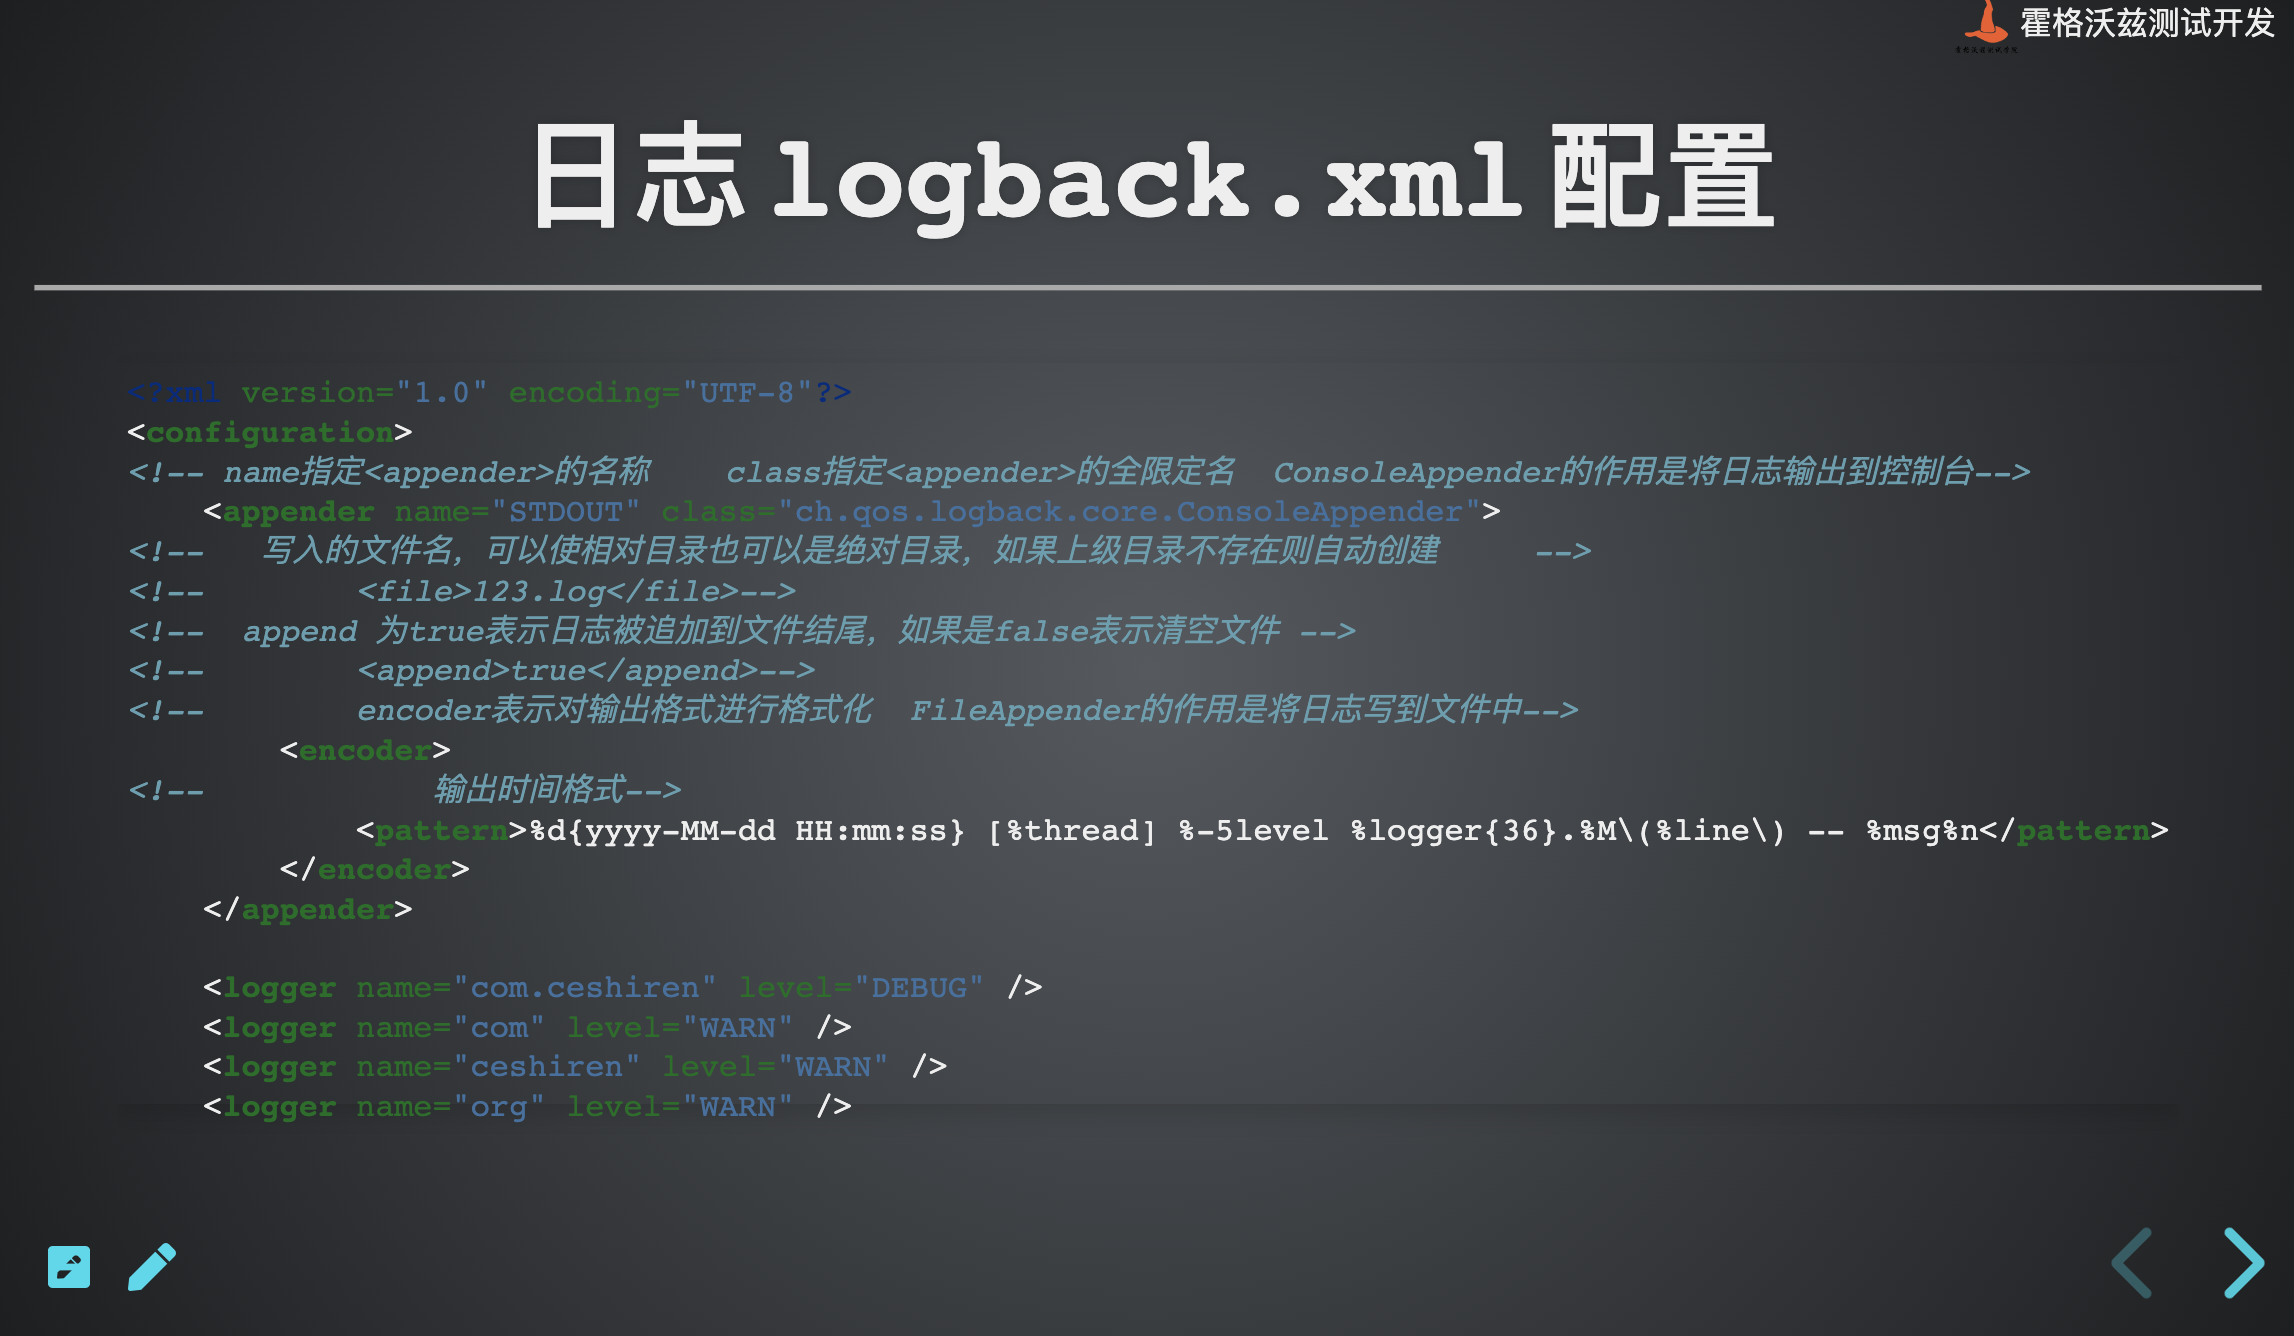 霍格沃兹测试开发
霍格沃兹测试学院
日志 logback.xml 配置
<?xml version="1.0" encoding="UTF-8"?>
<configuration>
<!-- name指定<appender>的名称    class指定<appender>的全限定名  ConsoleAppender的作用是将日志输出到控制台-->
    <appender name="STDOUT" class="ch.qos.logback.core.ConsoleAppender">
<!--   写入的文件名，可以使相对目录也可以是绝对目录，如果上级目录不存在则自动创建     -->
<!--        <file>123.log</file>-->
<!--  append 为true表示日志被追加到文件结尾，如果是false表示清空文件 -->
<!--        <append>true</append>-->
<!--        encoder表示对输出格式进行格式化  FileAppender的作用是将日志写到文件中-->
        <encoder>
<!--            输出时间格式-->
            <pattern>%d{yyyy-MM-dd HH:mm:ss} [%thread] %-5level %logger{36}.%M\(%line\) -- %msg%n</pattern>
        </encoder>
    </appender>
    <logger name="com.ceshiren" level="DEBUG" />
    <logger name="com" level="WARN" />
    <logger name="ceshiren" level="WARN" />
    <logger name="org" level="WARN" />